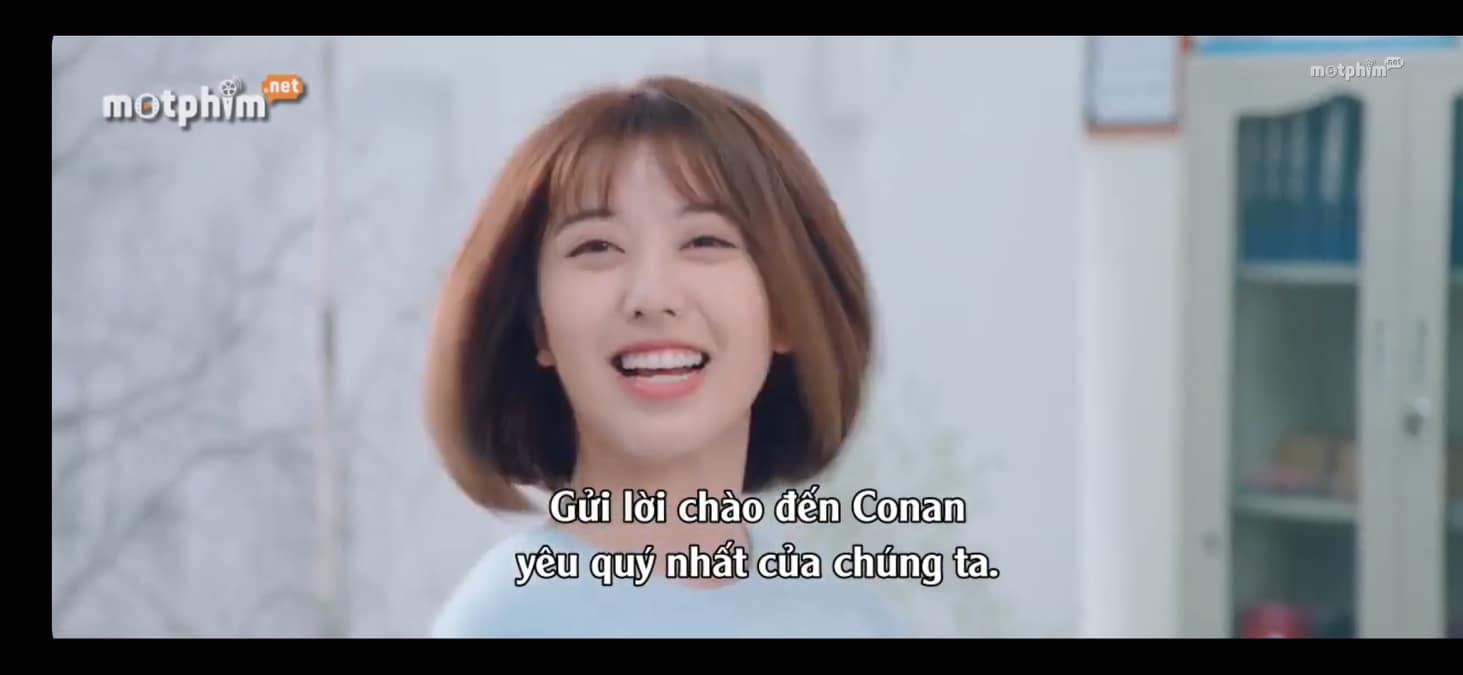 motphim.net
motphim.net
Gửi lời chào đến Conan
yêu quý nhất của chúng ta.